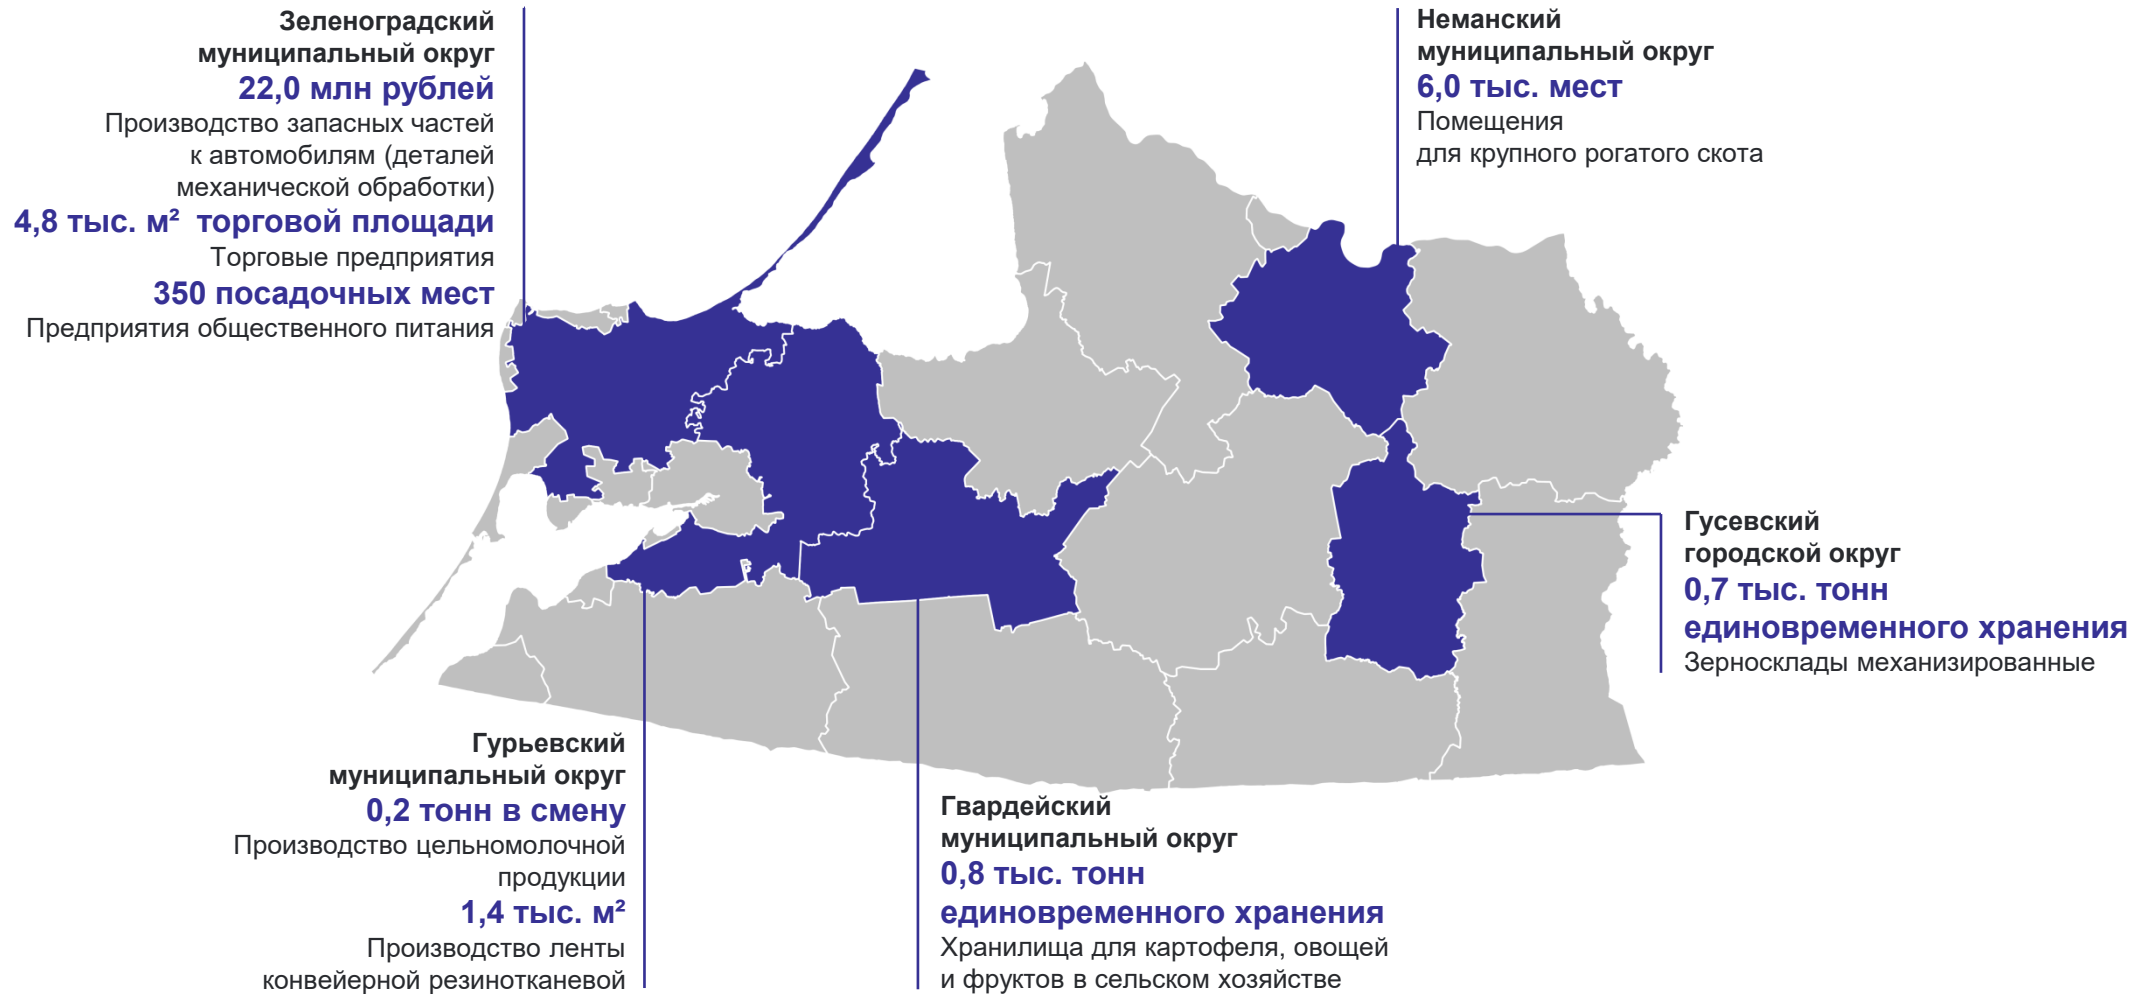 Зеленоградский
муниципальный округ
22,0 млн рублей
Производство запасных частей
к автомобилям (деталей
механической обработки)
4,8 тыс. м² торговой площади
Торговые предприятия
350 посадочных мест
Предприятия общественного питания
Неманский
муниципальный округ
6,0 тыс. мест
Помещения
для крупного рогатого скота
Гусевский
городской округ
0,7 тыс. тонн
единовременного хранения
Зерносклады механизированные
Гурьевский
муниципальный округ
0,2 тонн в смену
Производство цельномолочной
продукции
1,4 тыс. м²
Производство ленты
конвейерной резинотканевой
Гвардейский
муниципальный округ
0,8 тыс. тонн
единовременного хранения
Хранилища для картофеля, овощей
и фруктов в сельском хозяйстве